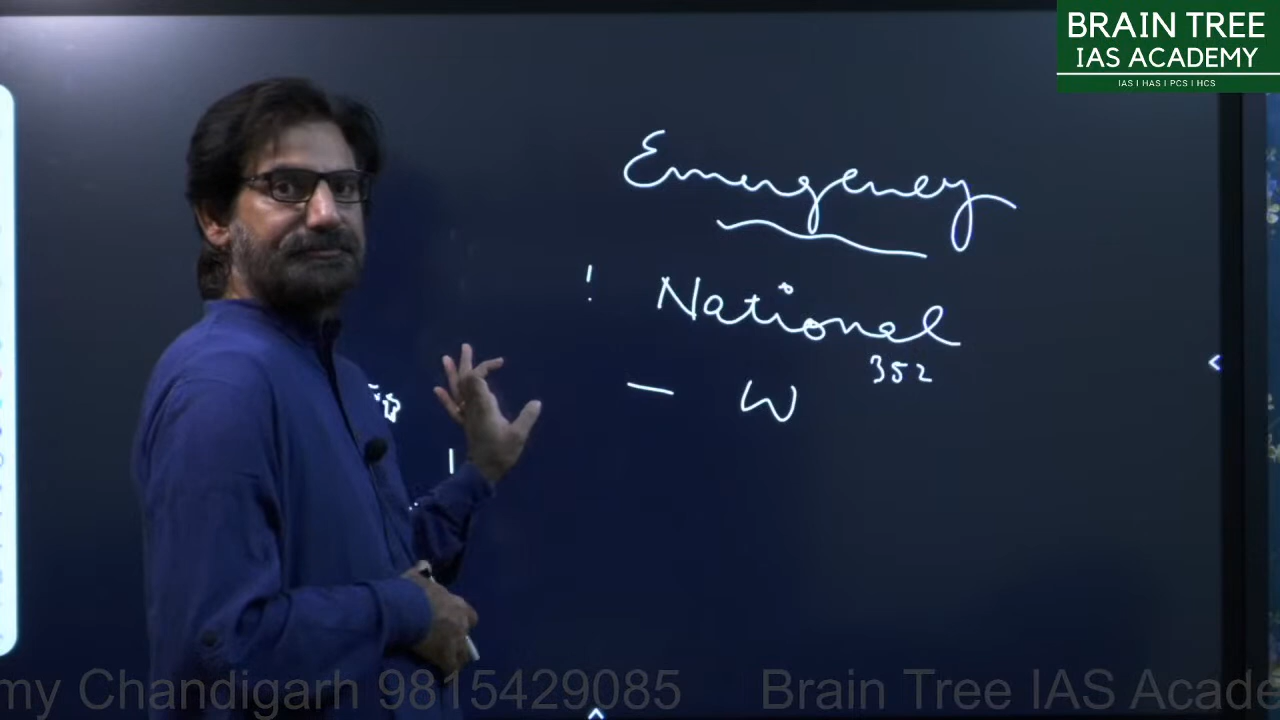 BRAIN TREE
IAS ACADEMY
IAS | HAS | PCS | HCS
Emergency
! National
352
— W
my Chandigarh 9815429085 Brain Tree IAS Acade